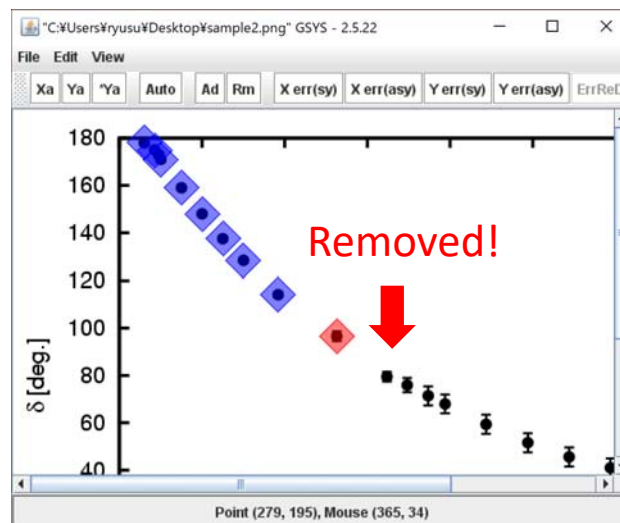 "C:¥Users¥ryusu¥Desktop¥sample2.png" GSYS - 2.5.22
File Edit View
Xa Ya 'Ya Auto Ad Rm X err(sy) X err(asy) Y err(sy) Y err(asy)
180
160
140
Removed!
120
100
80
60
40
δ [deg.]
Point (279, 195), Mouse (365, 34)